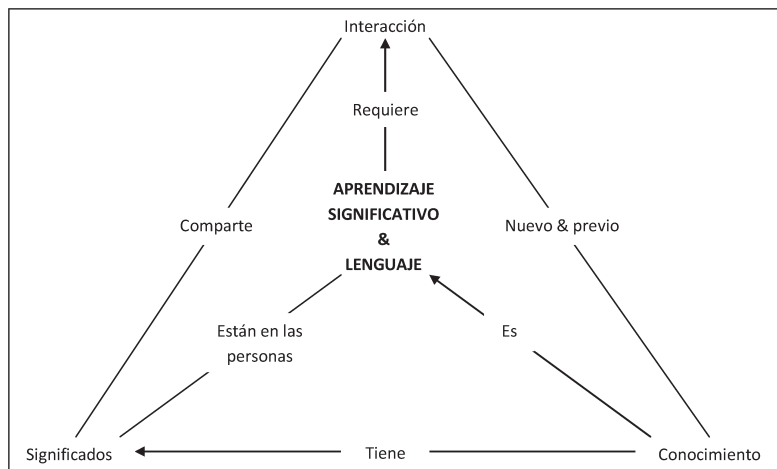 Interacción
Requiere
APRENDIZAJE
SIGNIFICATIVO
&
LENGUAJE
Comparte
Nuevo & previo
Están en las
personas
Es
Significados
Tiene
Conocimiento